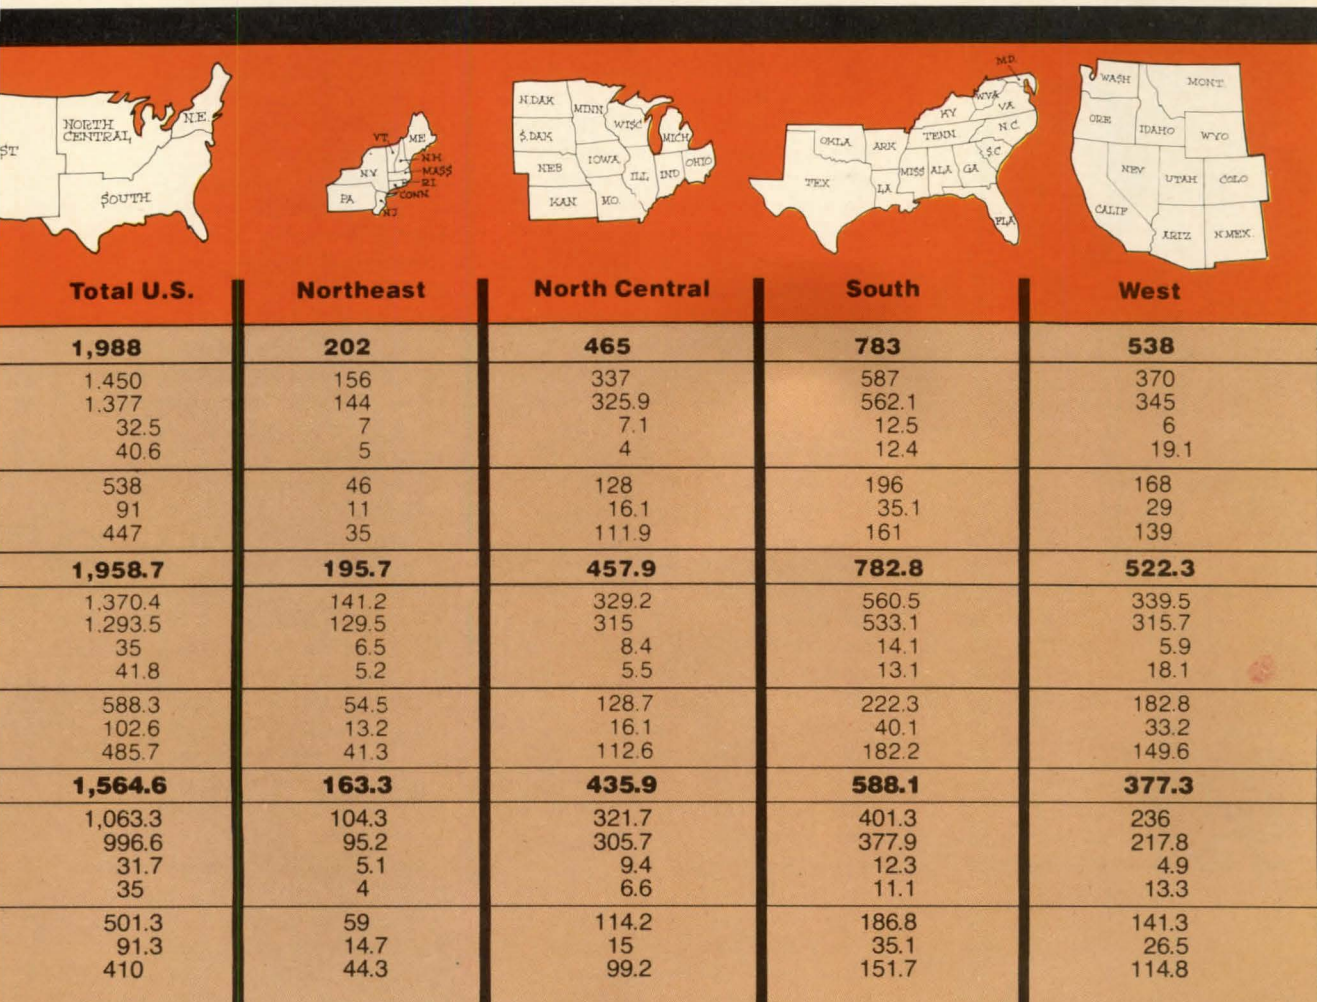 NORTH CENTRAL
N.E.
ST
SOUTH
VT.
ME
N.H
MASS
R.I.
CONN
NY
PA
NJ
N.DAK
MINN
S.DAK
WISC
MICH
NEB
IOWA
ILL
IND
OHIO
KAN
MO.
M.D.
W.VA
VA.
KY
OKLA
ARK
TENN
N.C.
S.C
TEX
LA
MISS
ALA
GA
FLA
WASH
MONT.
ORE
IDAHO
WYO
NEV
UTAH
COLO
CALIF
ARIZ
N.MEX.
Total U.S. Northeast North Central South West
1,988 202 465 783 538
1.450 156 337 587 370
1.377 144 325.9 562.1 345
32.5 7 7.1 12.5 6
40.6 5 4 12.4 19.1
538 46 128 196 168
91 11 16.1 35.1 29
447 35 111.9 161 139
1,958.7 195.7 457.9 782.8 522.3
1,370.4 141.2 329.2 560.5 339.5
1.293.5 129.5 315 533.1 315.7
35 6.5 8.4 14.1 5.9
41.8 5.2 5.5 13.1 18.1
588.3 54.5 128.7 222.3 182.8
102.6 13.2 16.1 40.1 33.2
485.7 41.3 112.6 182.2 149.6
1,564.6 163.3 435.9 588.1 377.3
1,063.3 104.3 321.7 401.3 236
996.6 95.2 305.7 377.9 217.8
31.7 5.1 9.4 12.3 4.9
35 4 6.6 11.1 13.3
501.3 59 114.2 186.8 141.3
91.3 14.7 15 35.1 26.5
410 44.3 99.2 151.7 114.8